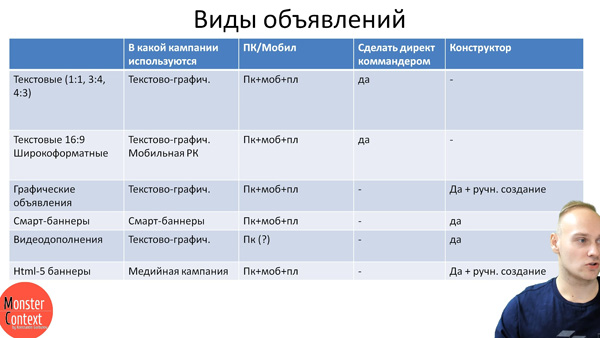 Виды объявлений
В какой кампании используются ПК/Мобил Сделать директ коммандером Конструктор
Текстовые (1:1, 3:4, 4:3) Текстово-графич. Пк+моб+пл да -
Текстовые 16:9 Широкоформатные Текстово-графич. Мобильная РК Пк+моб+пл да -
Графические объявления Текстово-графич. Пк+моб+пл - Да + ручн. создание
Смарт-баннеры Смарт-баннеры Пк+моб+пл - да
Видеодополнения Текстово-графич. Пк (?) - да
Html-5 баннеры Медийная кампания Пк+моб+пл - Да + ручн. создание
Monster
Context